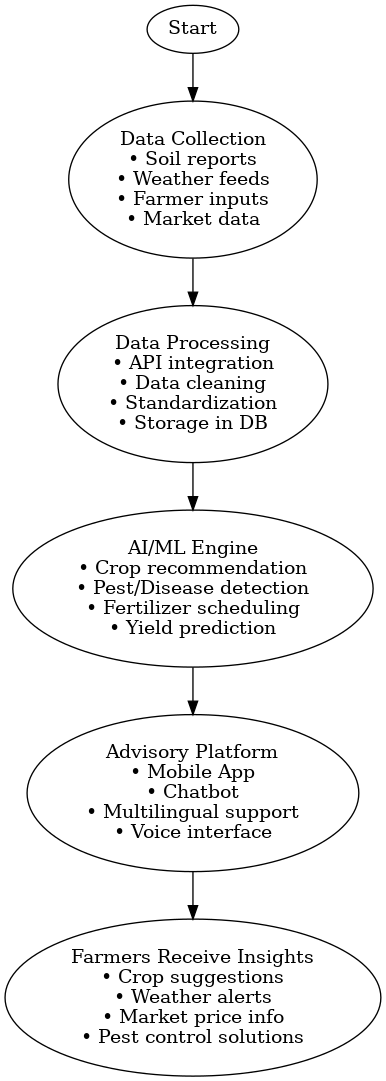 Start
Data Collection
• Soil reports
• Weather feeds
• Farmer inputs
• Market data
Data Processing
• API integration
• Data cleaning
• Standardization
• Storage in DB
AI/ML Engine
• Crop recommendation
• Pest/Disease detection
• Fertilizer scheduling
• Yield prediction
Advisory Platform
• Mobile App
• Chatbot
• Multilingual support
• Voice interface
Farmers Receive Insights
• Crop suggestions
• Weather alerts
• Market price info
• Pest control solutions